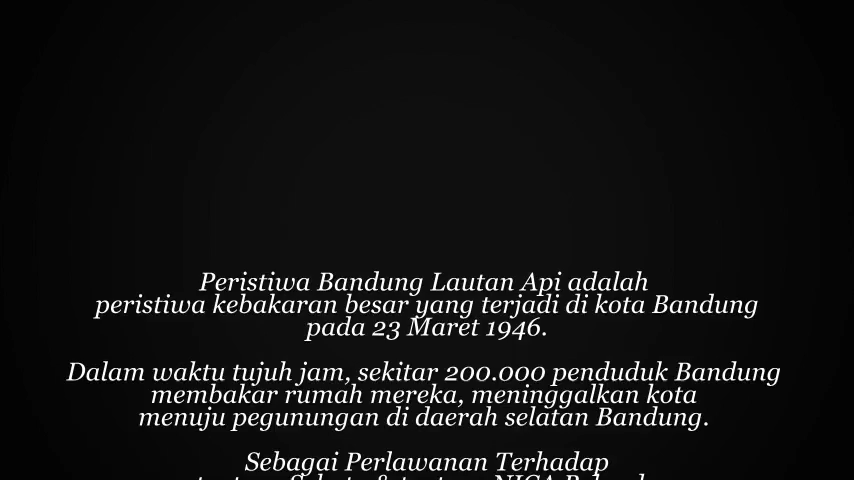 Peristiwa Bandung Lautan Api adalah
peristiwa kebakaran besar yang terjadi di kota Bandung
pada 23 Maret 1946.
Dalam waktu tujuh jam, sekitar 200.000 penduduk Bandung
membakar rumah mereka, meninggalkan kota
menuju pegunungan di daerah selatan Bandung.
Sebagai Perlawanan Terhadap